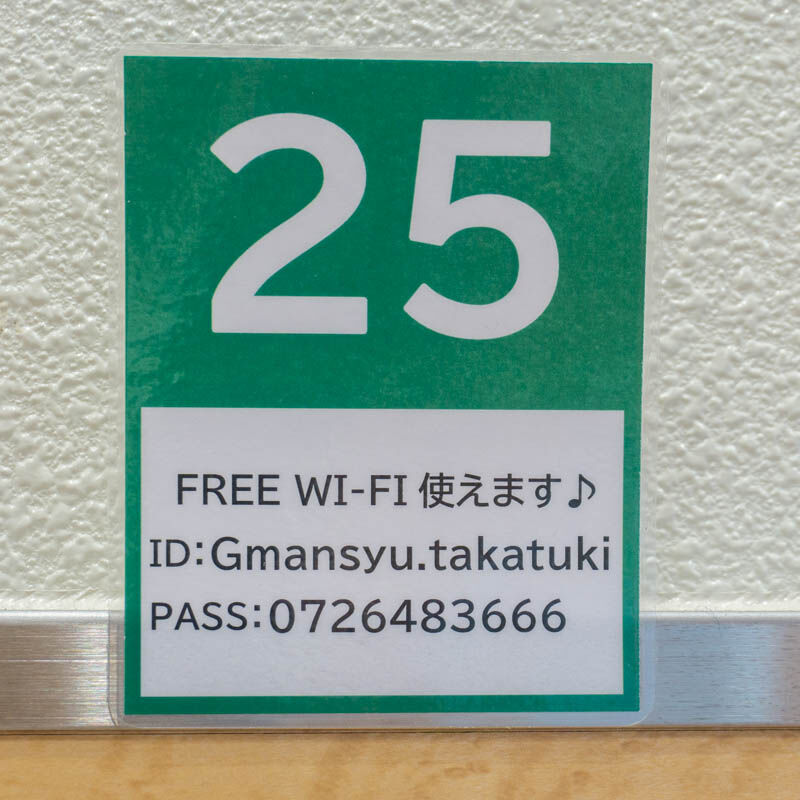 25
FREE WI-FI 使えます♪
ID:Gmansyu.takatuki
PASS:0726483666